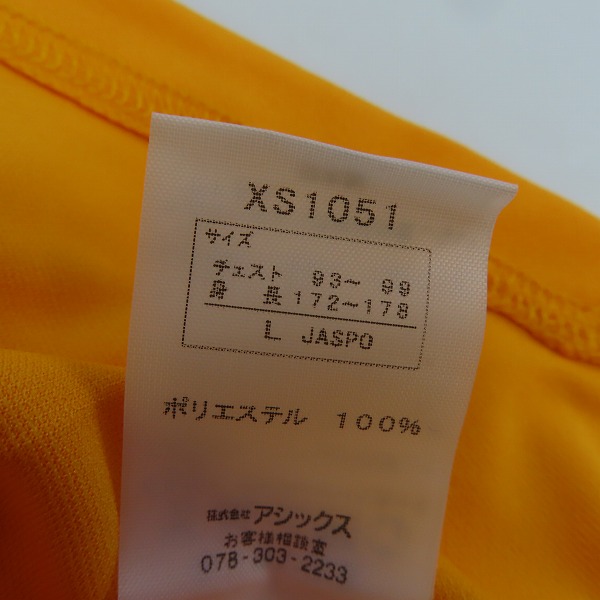 XS1051
サイズ
チェスト 93～ 99
身 長 172～178
L JASPO
ポリエステル 100%
株式会社 アシックス
お客様相談室
078-303-2233